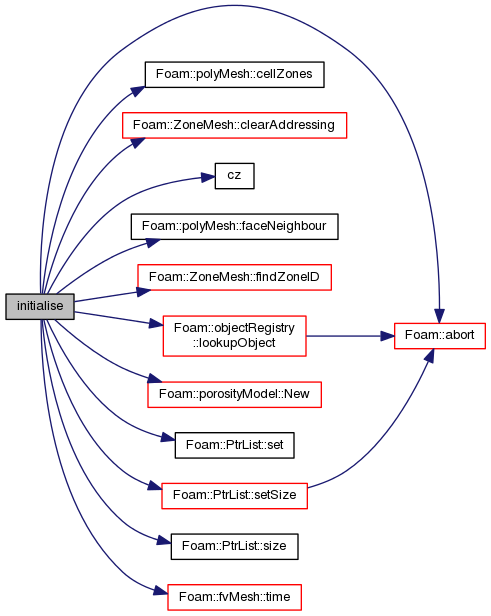 Foam::polyMesh::cellZones
Foam::ZoneMesh::clearAddressing
cz
Foam::polyMesh::faceNeighbour
Foam::ZoneMesh::findZoneID
initialise
Foam::objectRegistry
::lookupObject
Foam::abort
Foam::porosityModel::New
Foam::PtrList::set
Foam::PtrList::setSize
Foam::PtrList::size
Foam::fvMesh::time